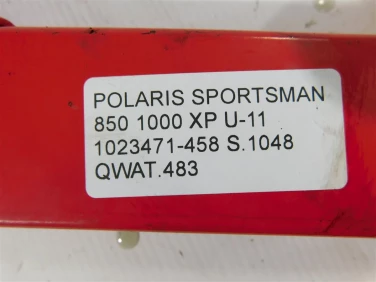 POLARIS SPORTSMAN
850 1000 XP U-11
1023471-458 S.1048
QWAT.483